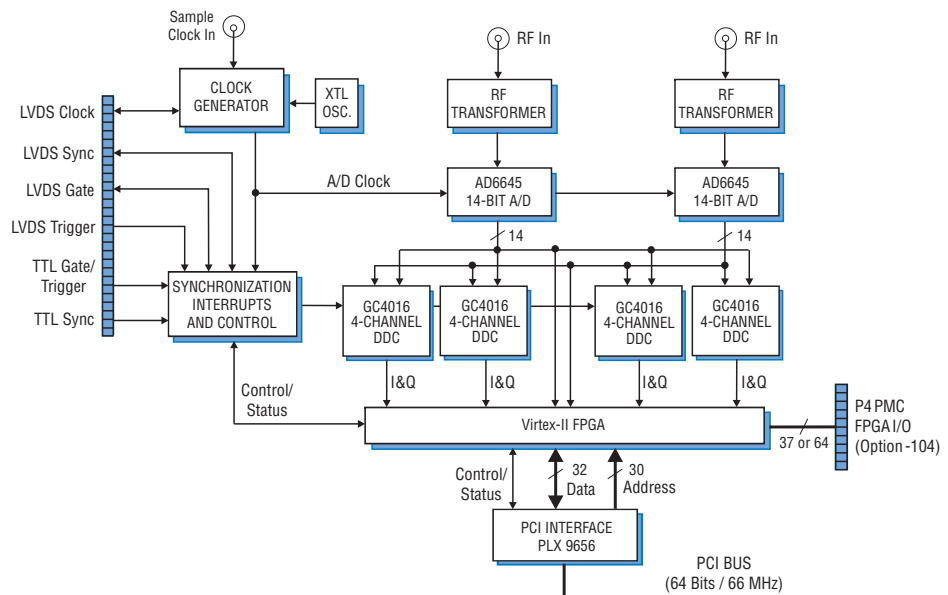 Sample
Clock In
RF In
RF In
CLOCK
GENERATOR
XTL
OSC.
RF
TRANSFORMER
RF
TRANSFORMER
LVDS Clock
LVDS Sync
LVDS Gate
LVDS Trigger
TTL Gate/
Trigger
TTL Sync
A/D Clock
AD6645
14-BIT A/D
AD6645
14-BIT A/D
14
14
SYNCHRONIZATION
INTERRUPTS
AND CONTROL
GC4016
4-CHANNEL
DDC
GC4016
4-CHANNEL
DDC
GC4016
4-CHANNEL
DDC
GC4016
4-CHANNEL
DDC
I&Q
I&Q
I&Q
I&Q
Control/
Status
Virtex-II FPGA
37 or 64
P4 PMC
FPGA I/O
(Option -104)
Control/
Status
32
Data
30
Address
PCI INTERFACE
PLX 9656
PCI BUS
(64 Bits / 66 MHz)